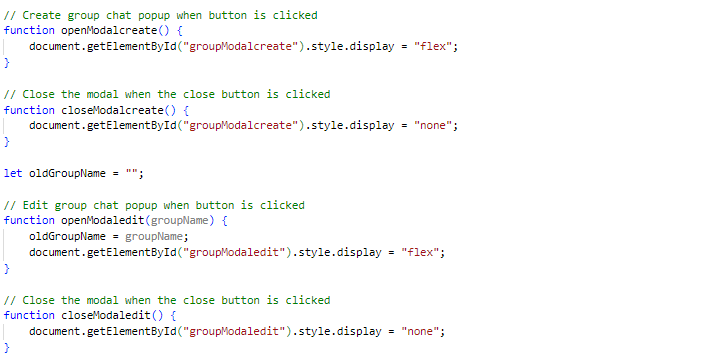 // Create group chat popup when button is clicked
function openModalcreate() {
    document.getElementById("groupModalcreate").style.display = "flex";
}
// Close the modal when the close button is clicked
function closeModalcreate() {
    document.getElementById("groupModalcreate").style.display = "none";
}
let oldGroupName = "";
// Edit group chat popup when button is clicked
function openModaledit(groupName) {
    oldGroupName = groupName;
    document.getElementById("groupModaledit").style.display = "flex";
}
// Close the modal when the close button is clicked
function closeModaledit() {
    document.getElementById("groupModaledit").style.display = "none";
}